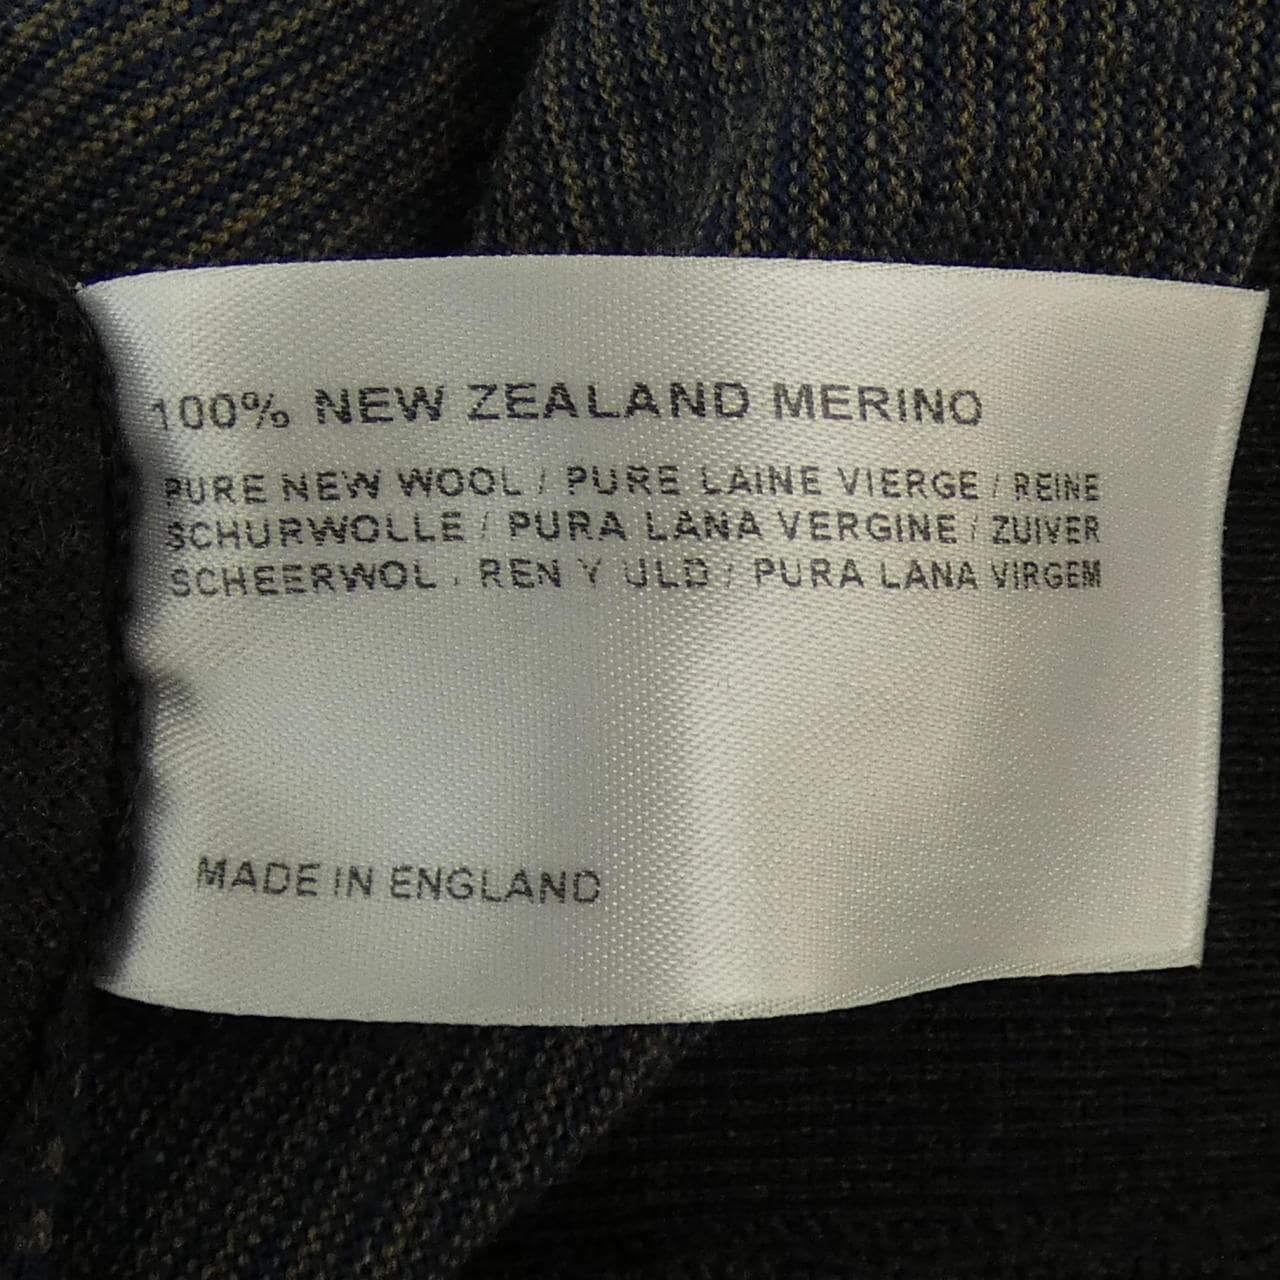 100% NEW ZEALAND MERINO
PURE NEW WOOL / PURE LAINE VIERGE / REINE
SCHURWOLLE / PURA LANA VERGINE / ZUIVER
SCHEERWOL / REN Y ULD / PURA LANA VIRGEM
MADE IN ENGLAND